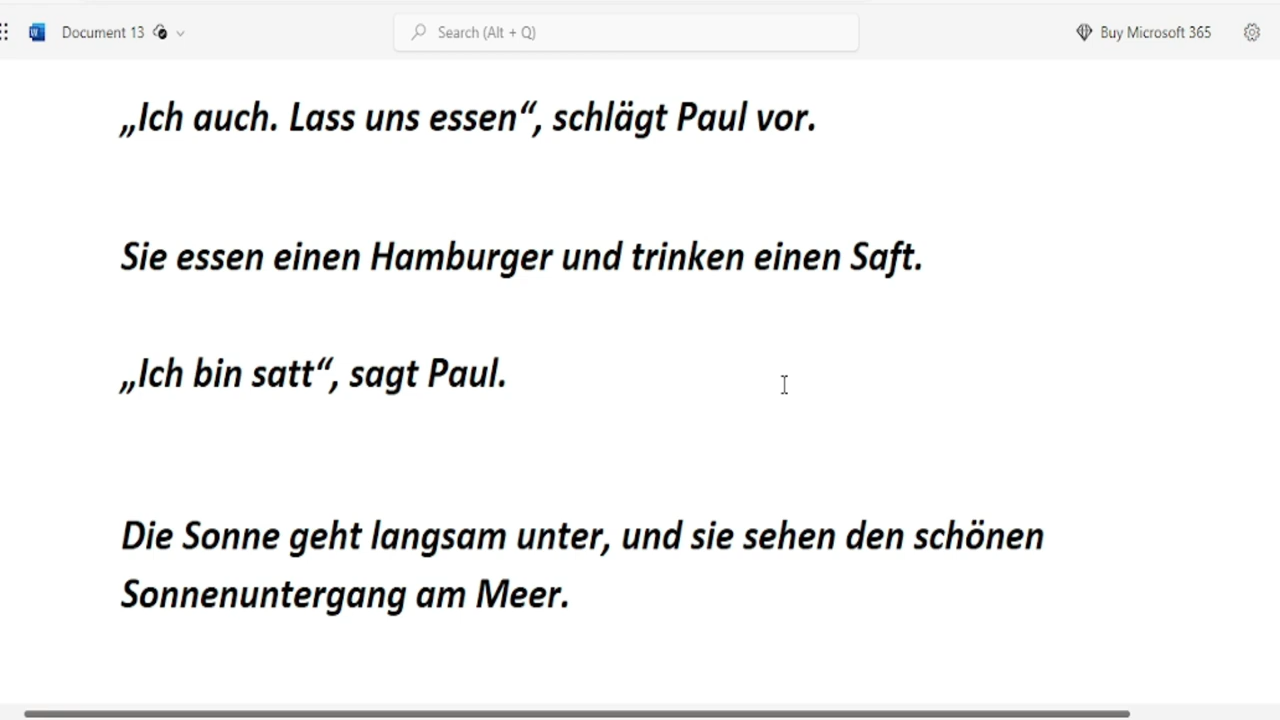 Document 13
Search (Alt + Q)
Buy Microsoft 365
„Ich auch. Lass uns essen“, schlägt Paul vor.
Sie essen einen Hamburger und trinken einen Saft.
„Ich bin satt“, sagt Paul.
Die Sonne geht langsam unter, und sie sehen den schönen
Sonnenuntergang am Meer.